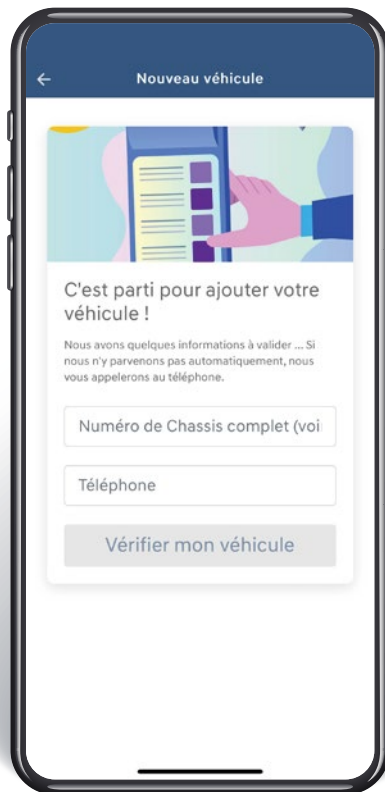 Nouveau véhicule
C'est parti pour ajouter votre
véhicule !
Nous avons quelques informations à valider ... Si
nous n'y parvenons pas automatiquement, nous
vous appelerons au téléphone.
Numéro de Chassis complet (voi
Téléphone
Vérifier mon véhicule